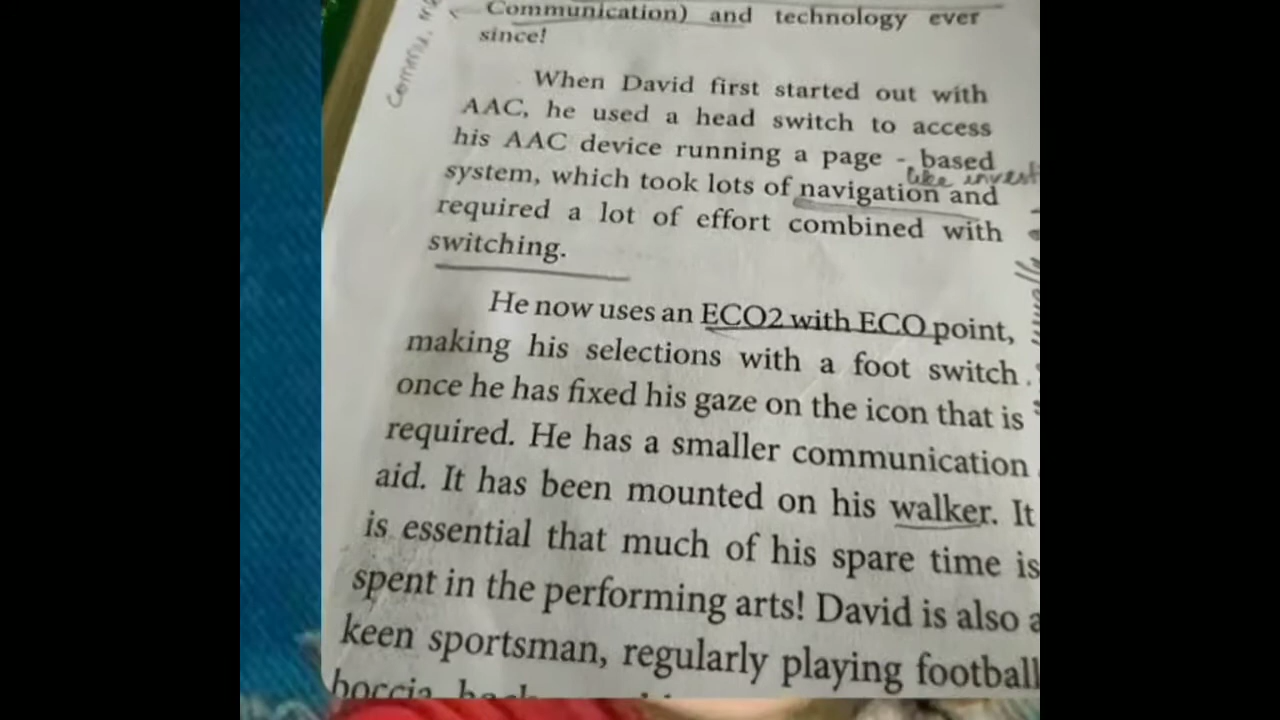 Communication) and technology ever
since!
When David first started out with
AAC, he used a head switch to access
his AAC device running a page - based
like invest
system, which took lots of navigation and
required a lot of effort combined with
switching.
He now uses an ECO2 with ECO point,
making his selections with a foot switch
once he has fixed his gaze on the icon that is
required. He has a smaller communication
aid. It has been mounted on his walker. It
is essential that much of his spare time is
spent in the performing arts! David is also a
keen sportsman, regularly playing football
boccia